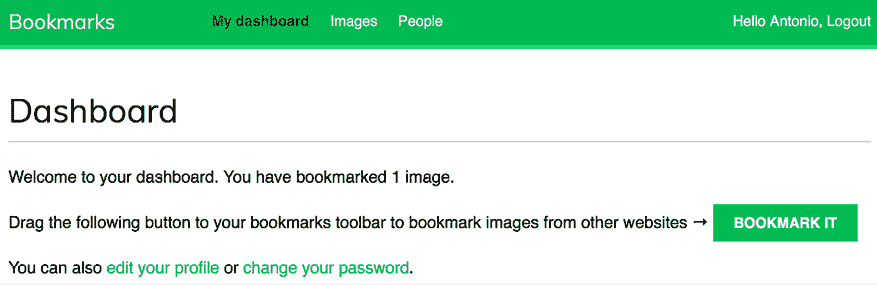 Bookmarks My dashboard Images People Hello Antonio, Logout
Dashboard
Welcome to your dashboard. You have bookmarked 1 image.
Drag the following button to your bookmarks toolbar to bookmark images from other websites → BOOKMARK IT
You can also edit your profile or change your password.